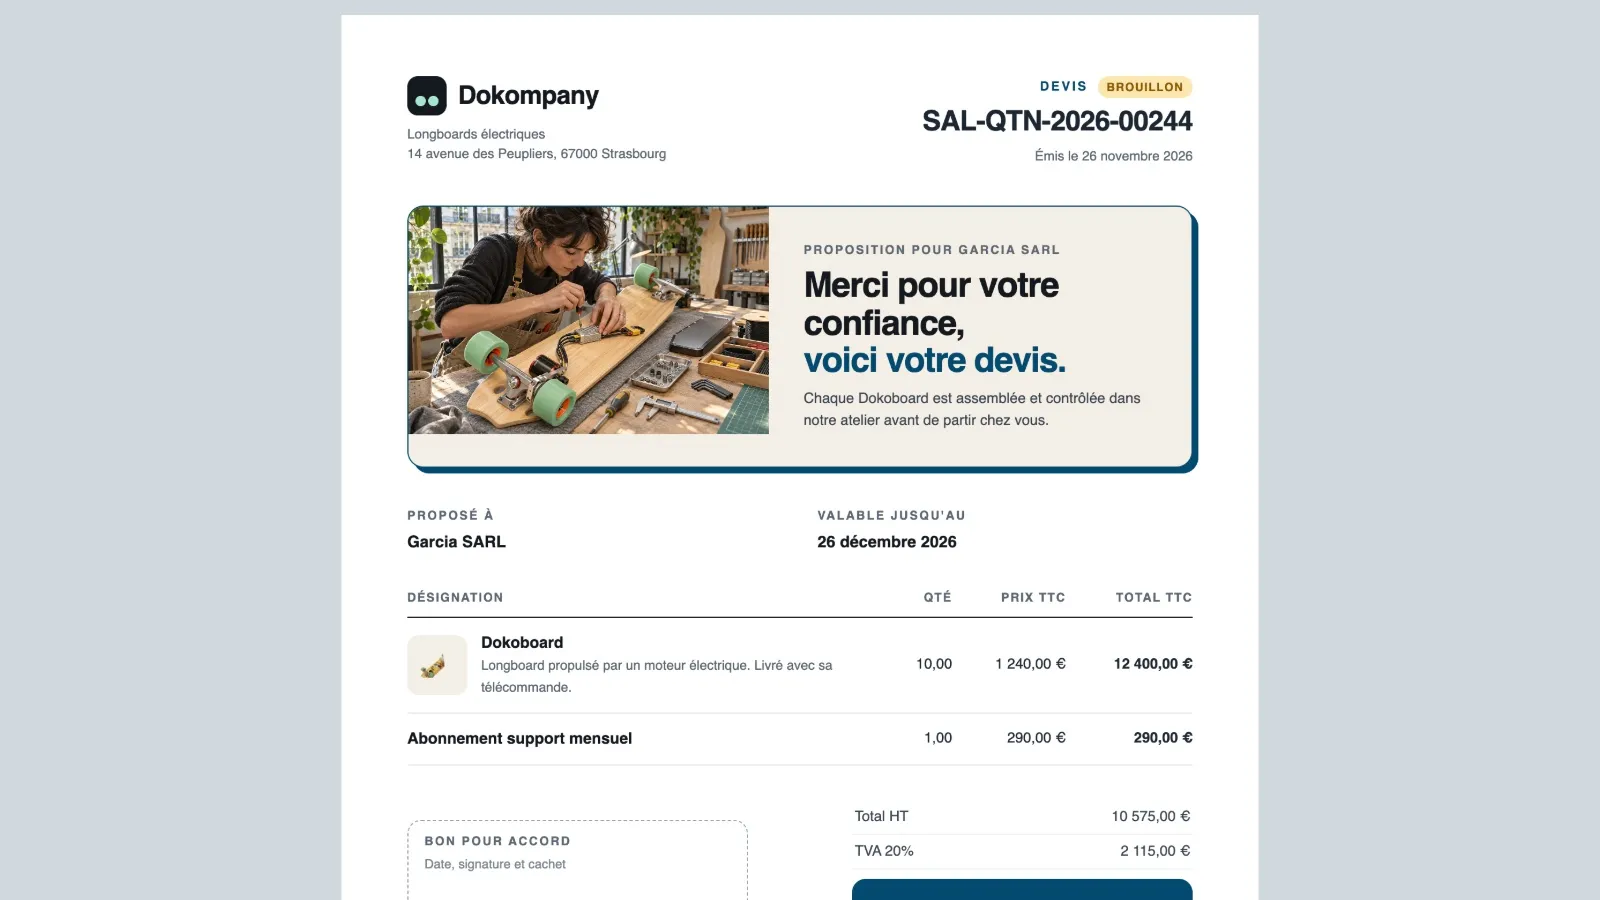 Dokompany
Longboards électriques
14 avenue des Peupliers, 67000 Strasbourg
DEVIS BROUILLON
SAL-QTN-2026-00244
Émis le 26 novembre 2026
PROPOSITION POUR GARCIA SARL
Merci pour votre
confiance,
voici votre devis.
Chaque Dokoboard est assemblée et contrôlée dans
notre atelier avant de partir chez vous.
PROPOSÉ À
Garcia SARL
VALABLE JUSQU'AU
26 décembre 2026
DÉSIGNATION QTÉ PRIX TTC TOTAL TTC
Dokoboard
Longboard propulsé par un moteur électrique. Livré avec sa
télécommande.
10,00 1 240,00 € 12 400,00 €
Abonnement support mensuel 1,00 290,00 € 290,00 €
BON POUR ACCORD
Date, signature et cachet
Total HT 10 575,00 €
TVA 20% 2 115,00 €